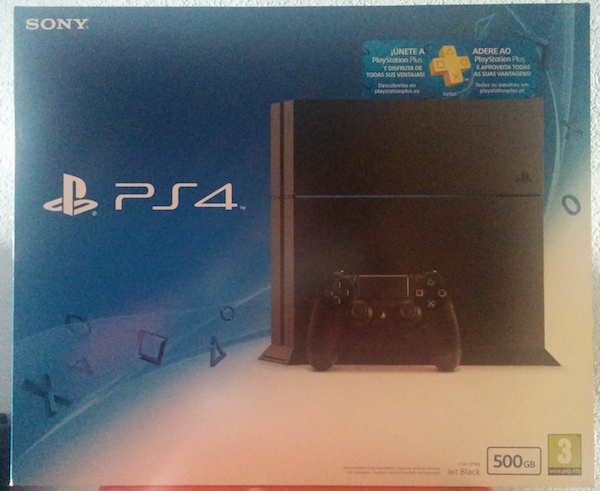 SONY
ÚNETE A
PlayStation Plus
Y DISFRUTA DE
TODAS SUS VENTAJAS!
ADERE AO
PlayStation Plus
E APROVEITA TODAS
AS SUAS VANTAGENS!
PS4
Jet Black
500GB
3